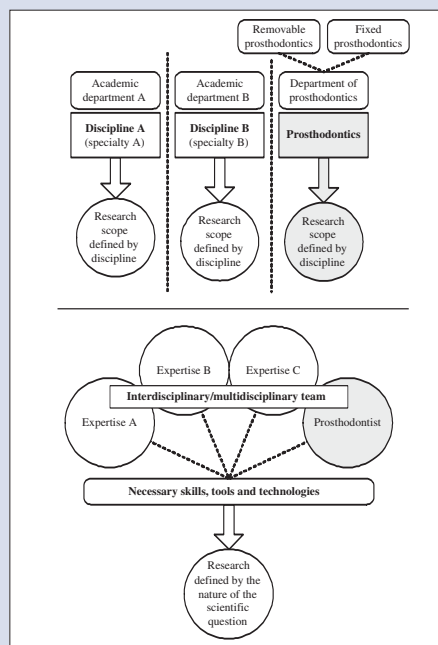 Removable
prosthodontics
Fixed
prosthodontics
Academic
department A
Academic
department B
Department of
prosthodontics
Discipline A
(specialty A)
Discipline B
(specialty B)
Prosthodontics
Research
scope
defined by
discipline
Research
scope
defined by
discipline
Research
scope
defined by
discipline
Expertise B
Expertise C
Interdisciplinary/multidisciplinary team
Expertise A
Prosthodontist
Necessary skills, tools and technologies
Research
defined by the
nature of the
scientific
question